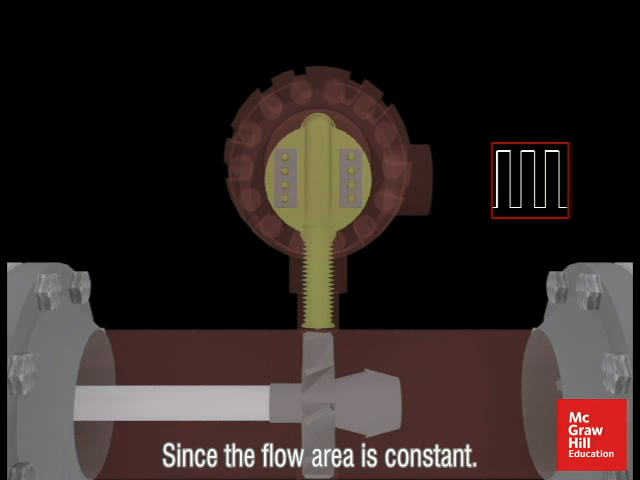 Mc
Graw
Hill
Education
Since the flow area is constant.